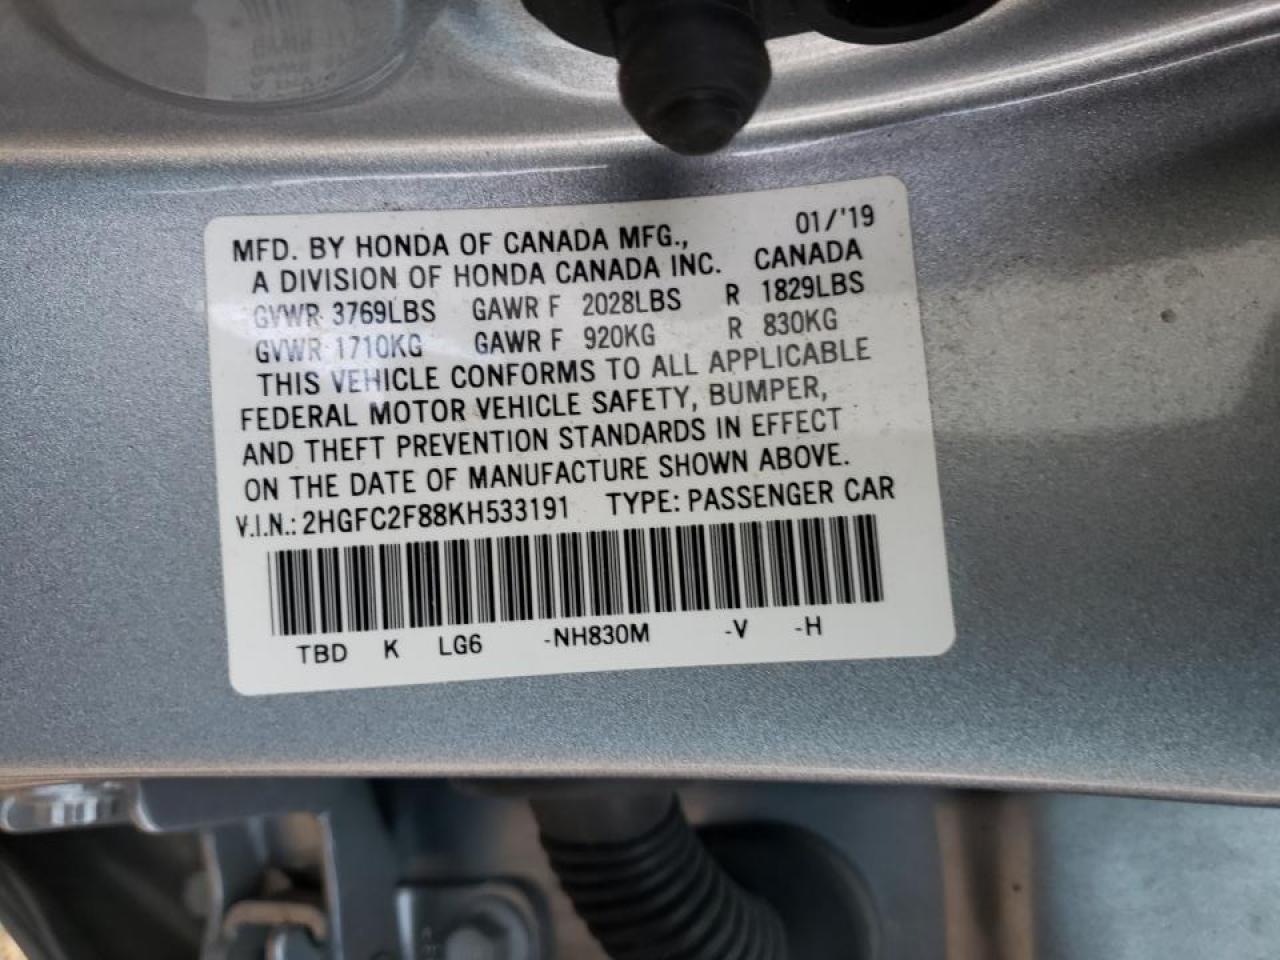 MFD. BY HONDA OF CANADA MFG., 01/'19
A DIVISION OF HONDA CANADA INC. CANADA
GVWR 3769LBS GAWR F 2028LBS R 1829LBS
GVWR 1710KG GAWR F 920KG R 830KG
THIS VEHICLE CONFORMS TO ALL APPLICABLE
FEDERAL MOTOR VEHICLE SAFETY, BUMPER,
AND THEFT PREVENTION STANDARDS IN EFFECT
ON THE DATE OF MANUFACTURE SHOWN ABOVE.
V.I.N.: 2HGFC2F88KH533191 TYPE: PASSENGER CAR
TBD K LG6 -NH830M -V -H